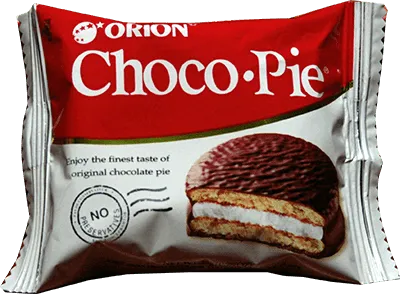 ORION
Choco•Pie®
Enjoy the finest taste of
original chocolate pie
NO
PRESERVATIVES